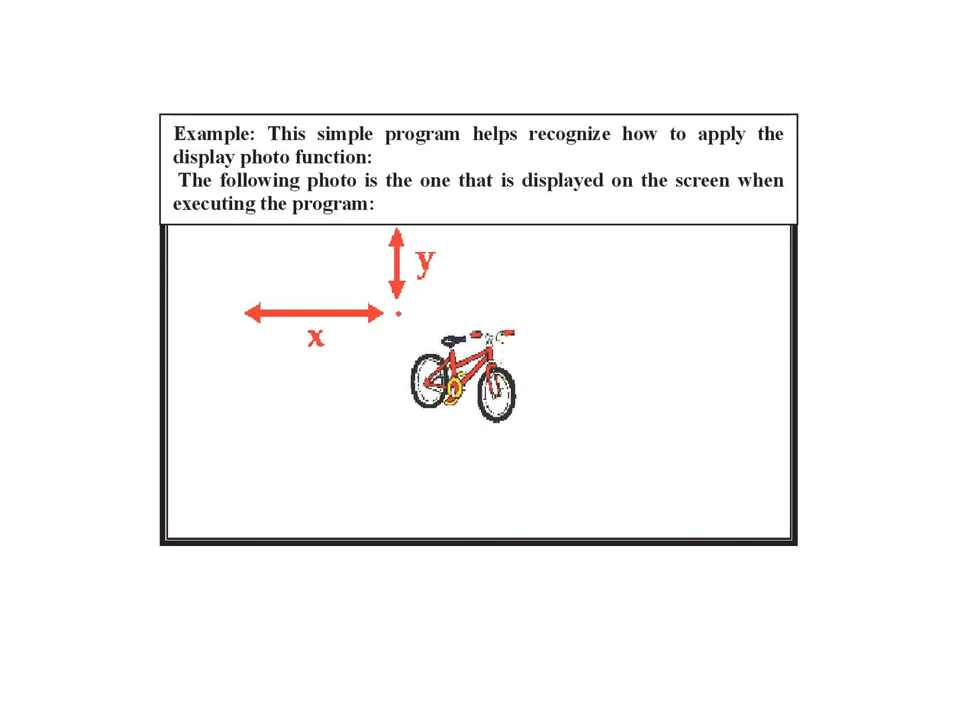 Example: This simple program helps recognize how to apply the
display photo function:
The following photo is the one that is displayed on the screen when
executing the program:
y
x